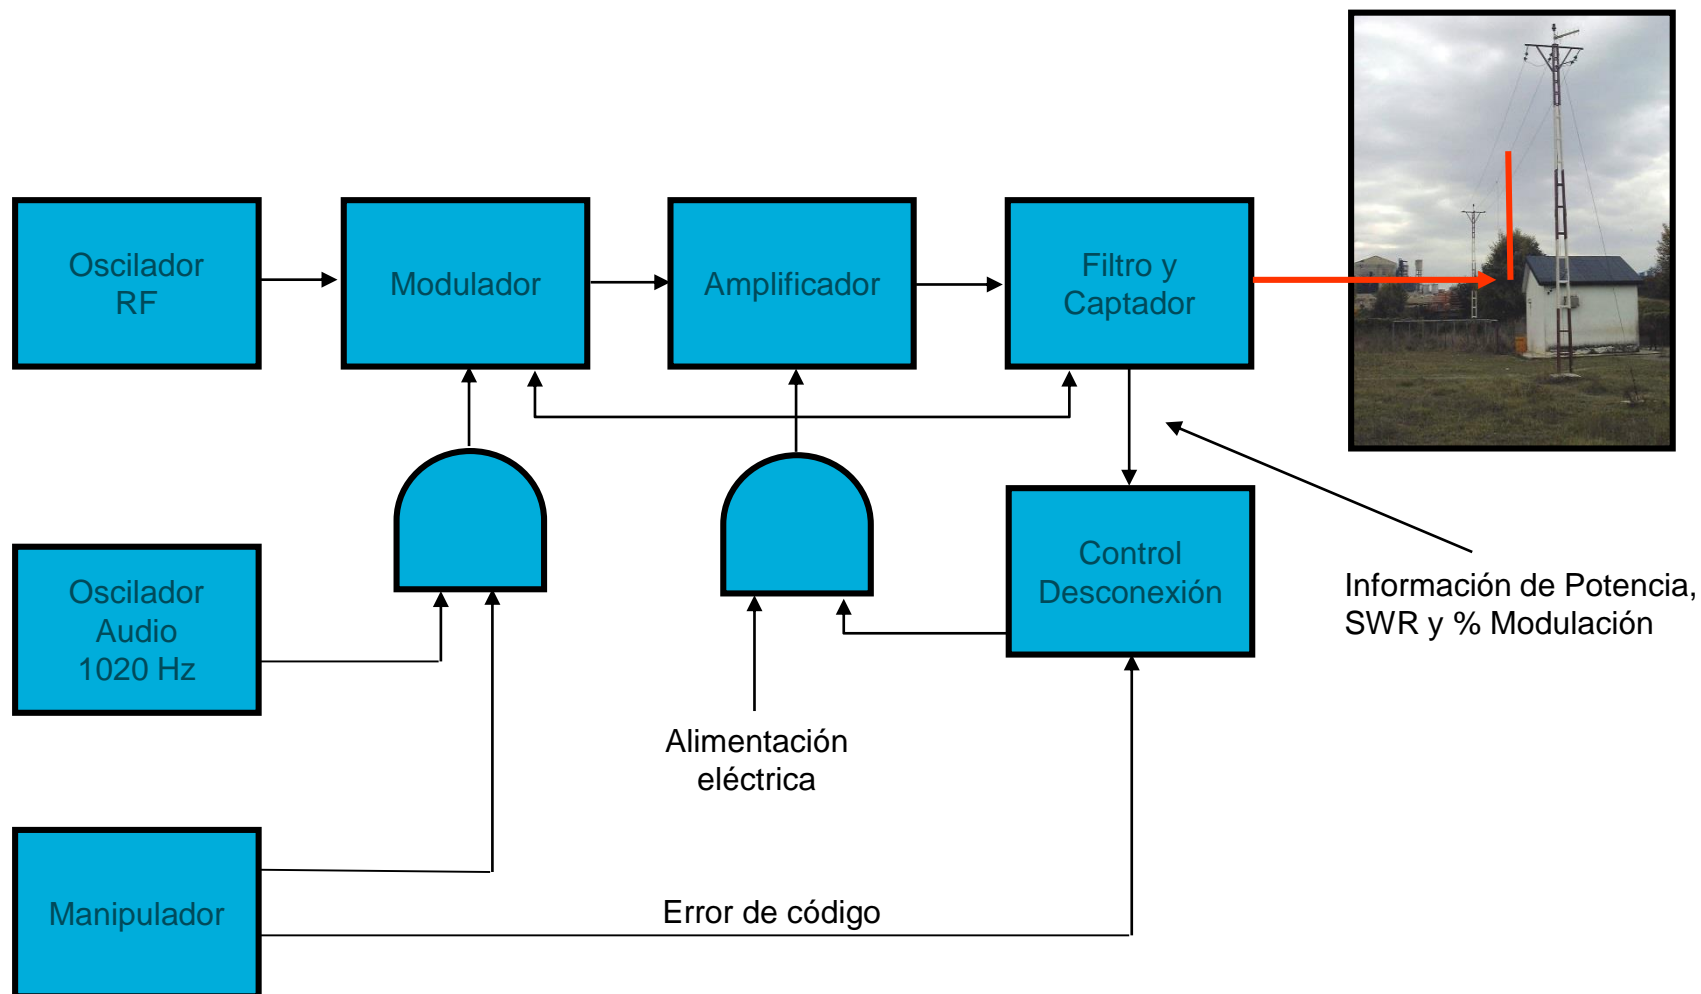 Oscilador
RF
Modulador
Amplificador
Filtro y
Captador
Oscilador
Audio
1020 Hz
Control
Desconexión
Información de Potencia,
SWR y % Modulación
Alimentación
eléctrica
Manipulador
Error de código